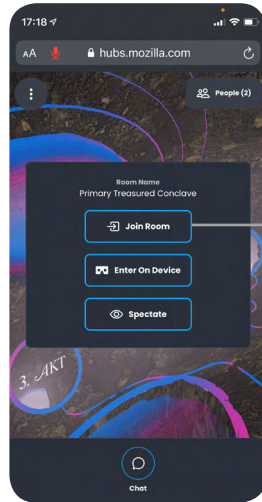 17:18
AA hubs.mozilla.com
People (2)
Room Name
Primary Treasured Conclave
Join Room
Enter On Device
Spectate
3. AKT
Chat